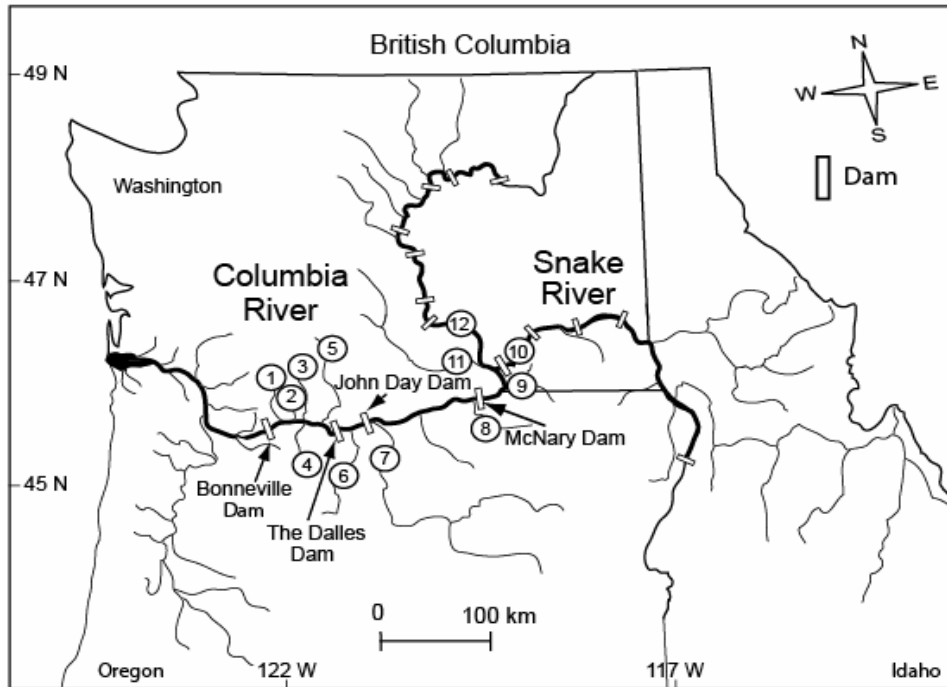 British Columbia
49 N
N
W
E
S
Washington
Dam
47 N
Columbia
River
Snake
River
12
5
11
10
3
1
John Day Dam
2
9
8
McNary Dam
4
7
6
45 N
Bonneville
Dam
The Dalles
Dam
0
100 km
Oregon
122 W
117 W
Idaho